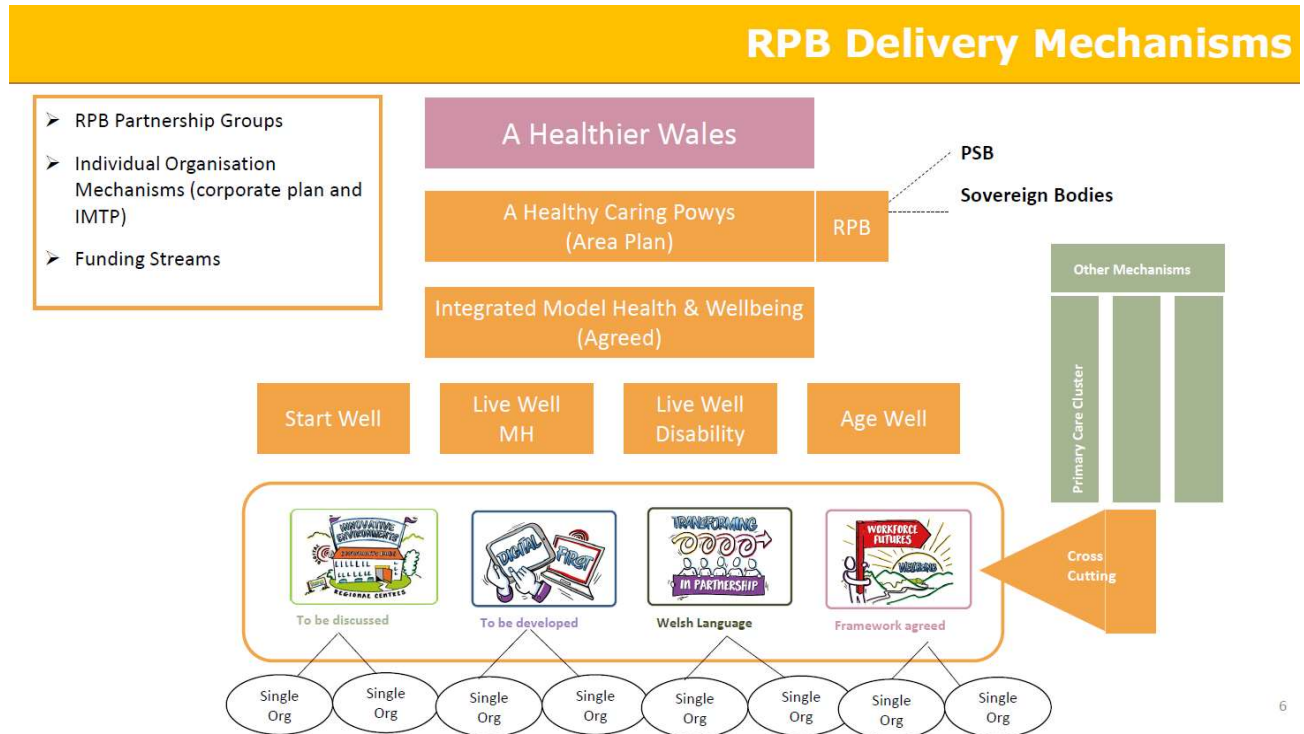 RPB Delivery Mechanisms
➢ RPB Partnership Groups
➢ Individual Organisation
Mechanisms (corporate plan and
IMTP)
➢ Funding Streams
A Healthier Wales
A Healthy Caring Powys
(Area Plan)
RPB
PSB
Sovereign Bodies
Integrated Model Health & Wellbeing
(Agreed)
Other Mechanisms
Primary Care Cluster
Start Well
Live Well
MH
Live Well
Disability
Age Well
INNOVATIVE
ENVIRONMENTS
REGIONAL CENTRES
To be discussed
DIGITAL
FIRST
To be developed
TRANSFORMING
IN PARTNERSHIP
Welsh Language
WORKFORCE
FUTURES
Framework agreed
Cross
Cutting
Single
Org
Single
Org
Single
Org
Single
Org
Single
Org
Single
Org
Single
Org
Single
Org
6